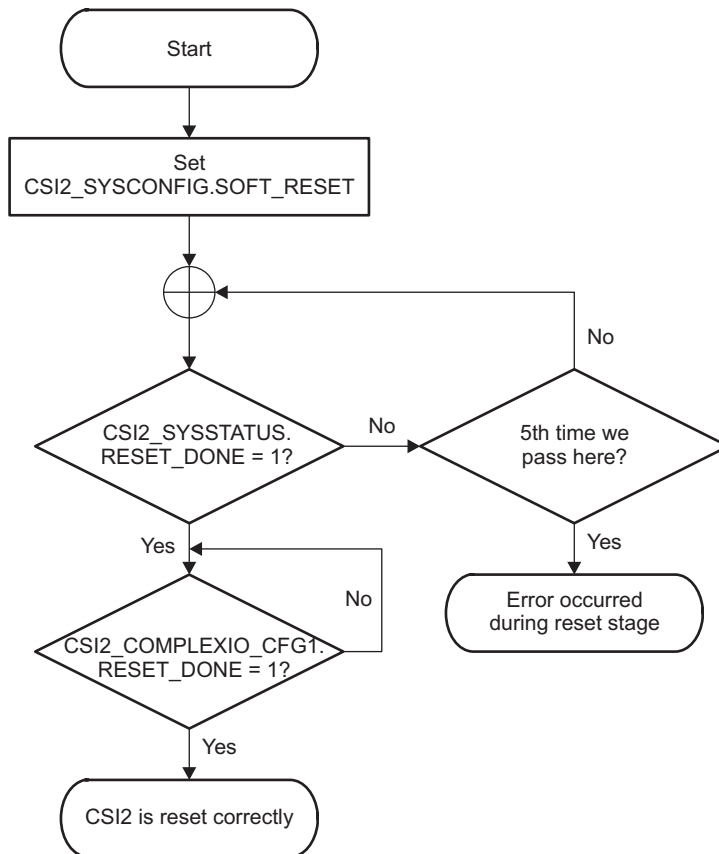 Start
Set
CSI2_SYSCONFIG.SOFT_RESET
No
CSI2_SYSSTATUS.
RESET_DONE = 1?
No
5th time we
pass here?
Yes
Yes
No
Error occurred
during reset stage
CSI2_COMPLEXIO_CFG1.
RESET_DONE = 1?
Yes
CSI2 is reset correctly